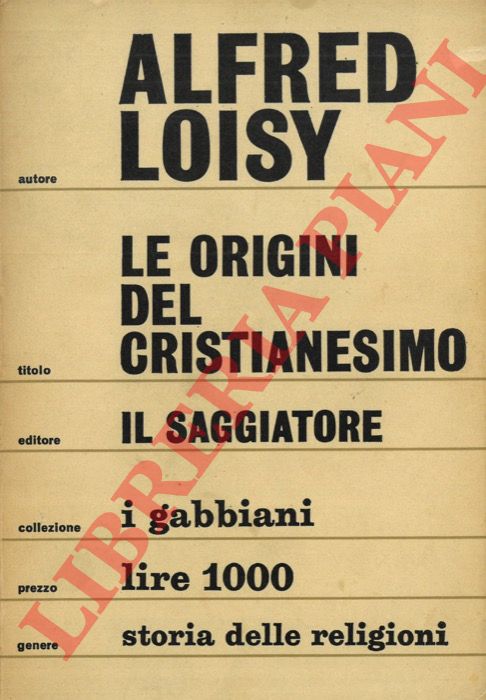 ALFRED
LOISY
autore
LE ORIGINI
DEL
CRISTIANESIMO
titolo
editore IL SAGGIATORE
collezione i gabbiani
prezzo lire 1000
genere storia delle religioni
LIBRERIA PIANI